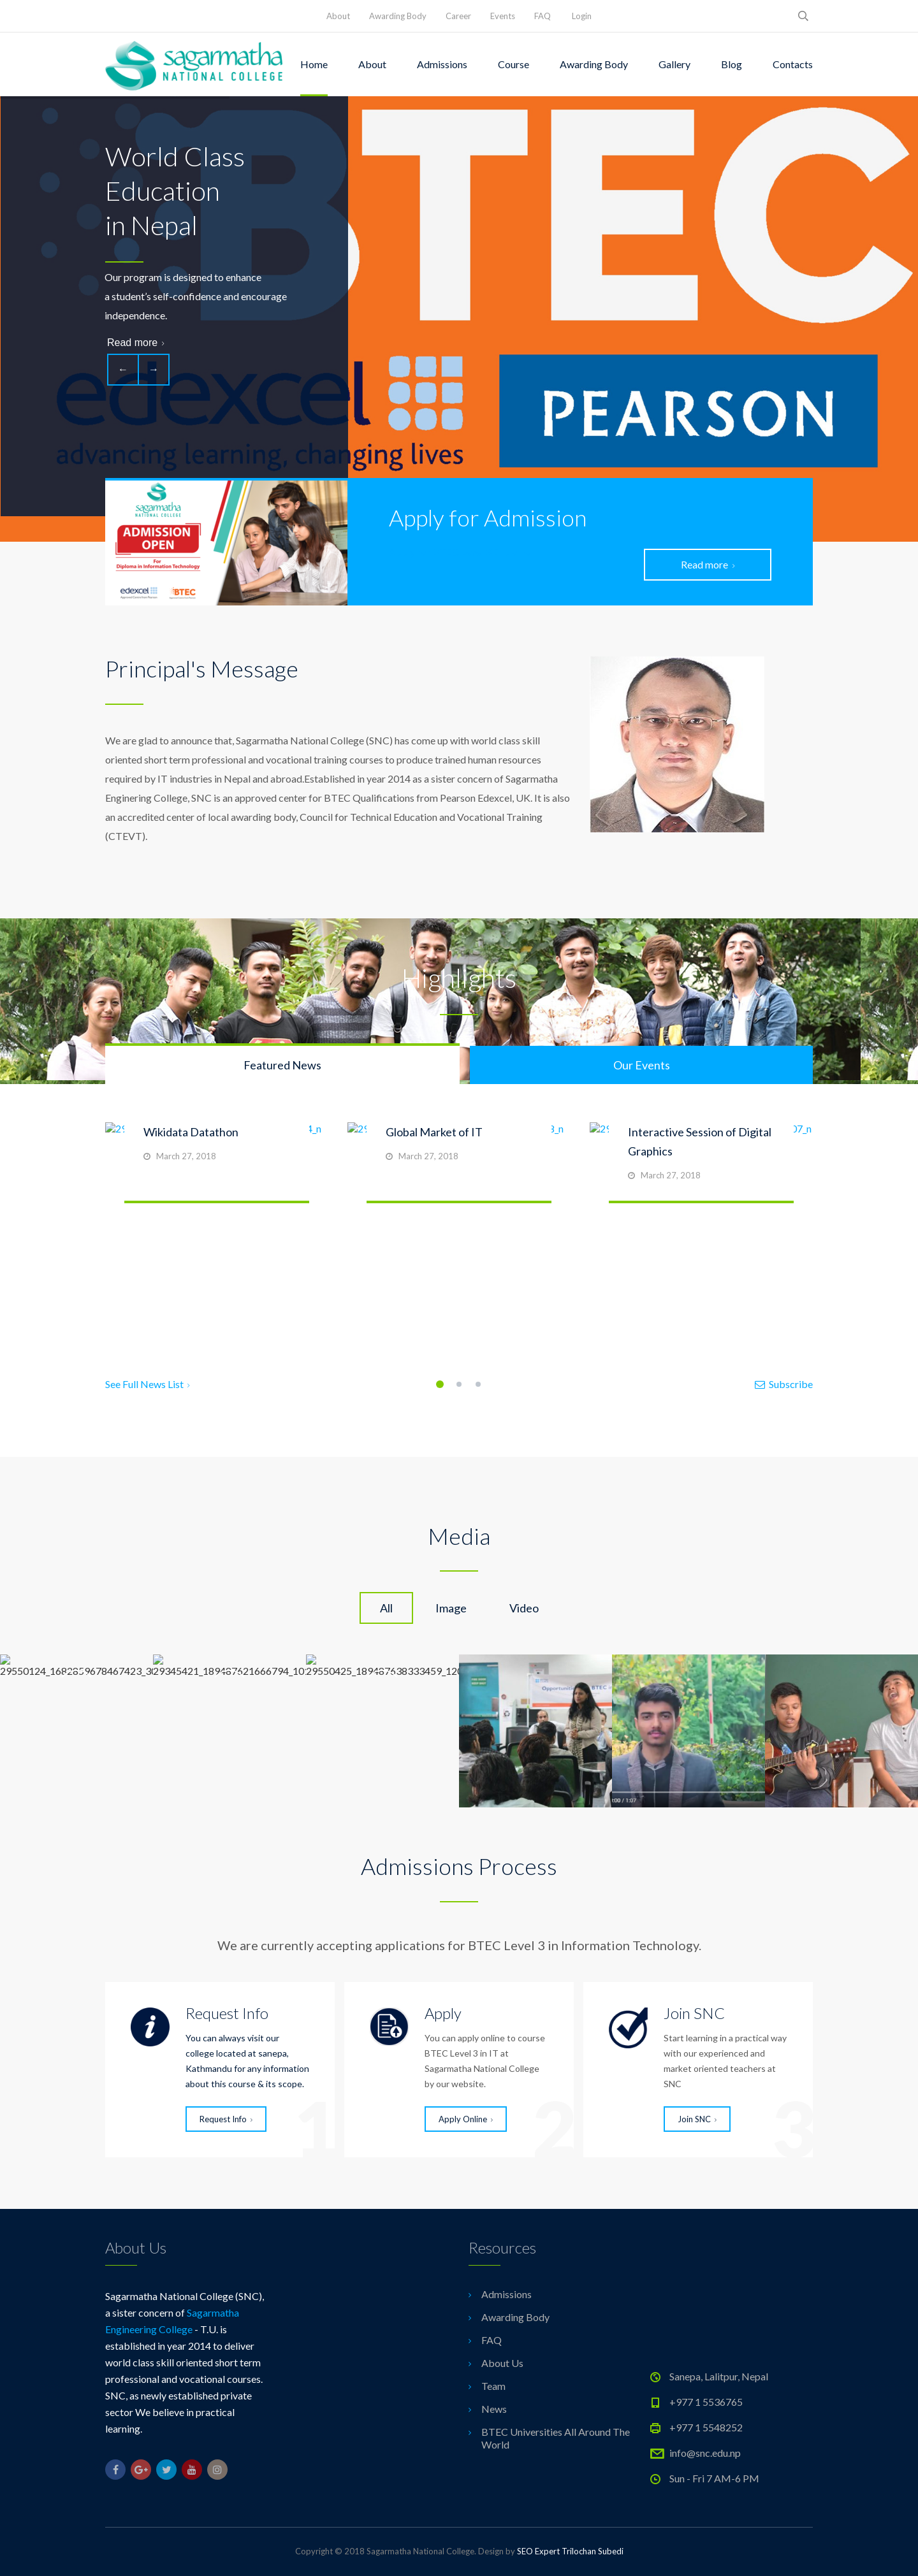 About Awarding Body Career Events FAQ Login
sagarmatha
NATIONAL COLLEGE
Home About Admissions Course Awarding Body Gallery Blog Contacts
BTEC
World Class
Education
in Nepal
Our program is designed to enhance
a student’s self-confidence and encourage
independence.
Read more ›
← →
edexcel
advancing learning, changing lives
PEARSON
sagarmatha
NATIONAL COLLEGE
ADMISSION
OPEN
For
Diploma in Information Technology
edexcel
BTEC
Apply for Admission
Read more ›
Principal's Message
We are glad to announce that, Sagarmatha National College (SNC) has come up with world class skill
oriented short term professional and vocational training courses to produce trained human resources
required by IT industries in Nepal and abroad.Established in year 2014 as a sister concern of Sagarmatha
Enginering College, SNC is an approved center for BTEC Qualifications from Pearson Edexcel, UK. It is also
an accredited center of local awarding body, Council for Technical Education and Vocational Training
(CTEVT).
Highlights
Featured News
Our Events
Wikidata Datathon
March 27, 2018
Global Market of IT
March 27, 2018
Interactive Session of Digital
Graphics
March 27, 2018
See Full News List ›
Subscribe
Media
All Image Video
Admissions Process
We are currently accepting applications for BTEC Level 3 in Information Technology.
Request Info
You can always visit our
college located at sanepa,
Kathmandu for any information
about this course & its scope.
Request Info ›
1
Apply
You can apply online to course
BTEC Level 3 in IT at
Sagarmatha National College
by our website.
Apply Online ›
2
Join SNC
Start learning in a practical way
with our experienced and
market oriented teachers at
SNC
Join SNC ›
3
About Us
Sagarmatha National College (SNC),
a sister concern of Sagarmatha
Engineering College - T.U. is
established in year 2014 to deliver
world class skill oriented short term
professional and vocational courses.
SNC, as newly established private
sector We believe in practical
learning.
Resources
› Admissions
› Awarding Body
› FAQ
› About Us
› Team
› News
› BTEC Universities All Around The
World
Sanepa, Lalitpur, Nepal
+977 1 5536765
+977 1 5548252
info@snc.edu.np
Sun - Fri 7 AM-6 PM
Copyright © 2018 Sagarmatha National College. Design by SEO Expert Trilochan Subedi